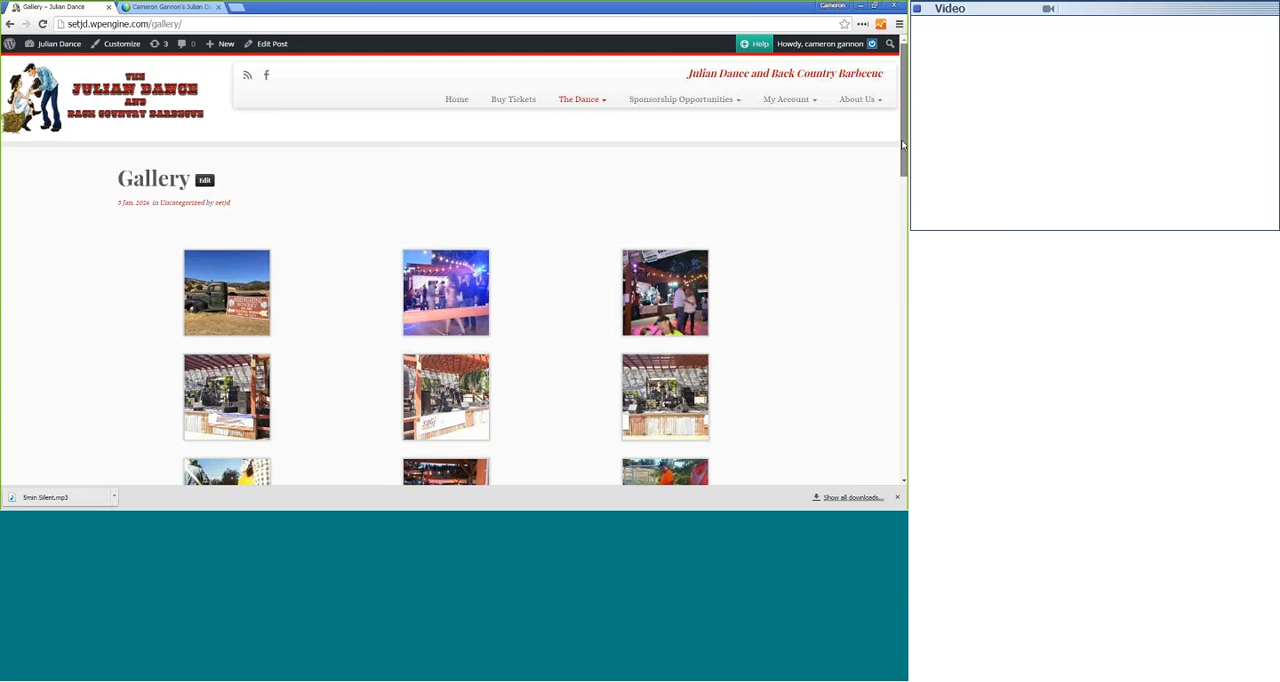 Gallery – Julian Dance
Cameron Gannon's Julian D
Cameron
setjd.wpengine.com/gallery/
Julian Dance
Customize
3
0
New
Edit Post
Help
Howdy, cameron gannon
THE
JULIAN DANCE
AND
BACK COUNTRY BARBECUE
Julian Dance and Back Country Barbecue
Home
Buy Tickets
The Dance
Sponsorship Opportunities
My Account
About Us
Gallery
Edit
3 Jan, 2016 in Uncategorized by setjd
5min Silent.mp3
Show all downloads...
Video